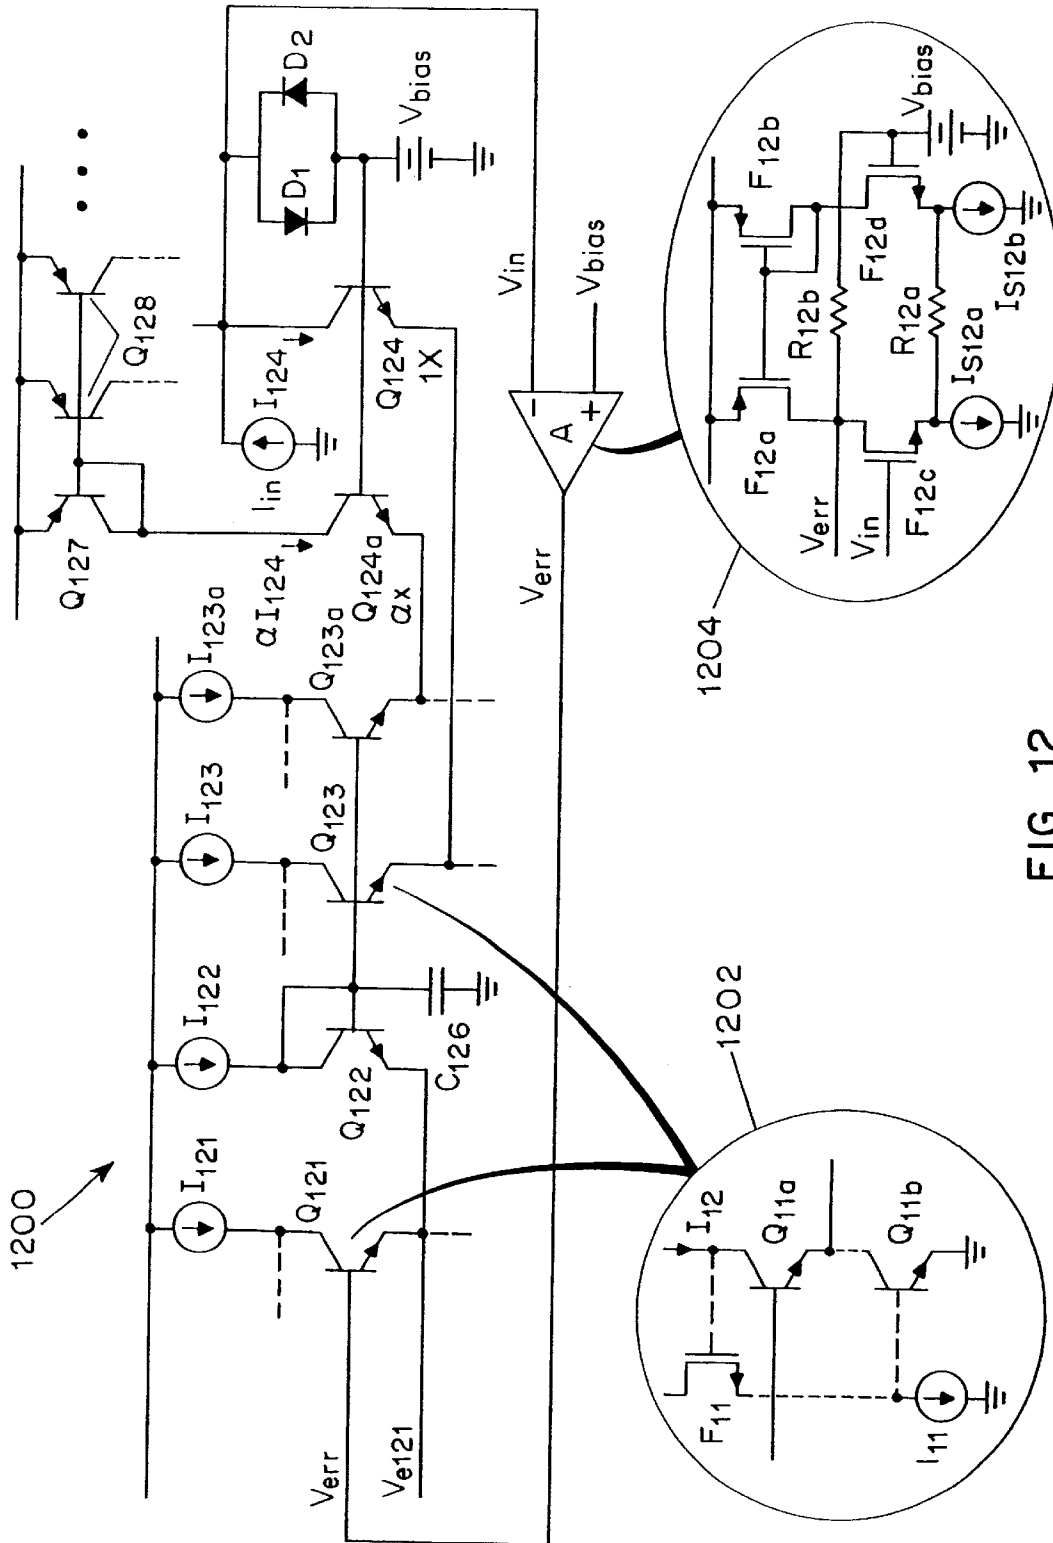 1200
I121
I122
I123
I123a
Q121
Q122
Q123
Q123a
C126
Verr
Ve121
Q127
Q128
αI124
Q124a
αx
Iin
I124
Q124
1X
D1
D2
Vbias
Vin
Verr
A
-
+
Vbias
1202
F11
I12
Q11a
Q11b
I11
1204
F12a
F12b
Verr
Vin
R12b
F12c
F12d
R12a
Vbias
IS12a
IS12b
FIG. 12